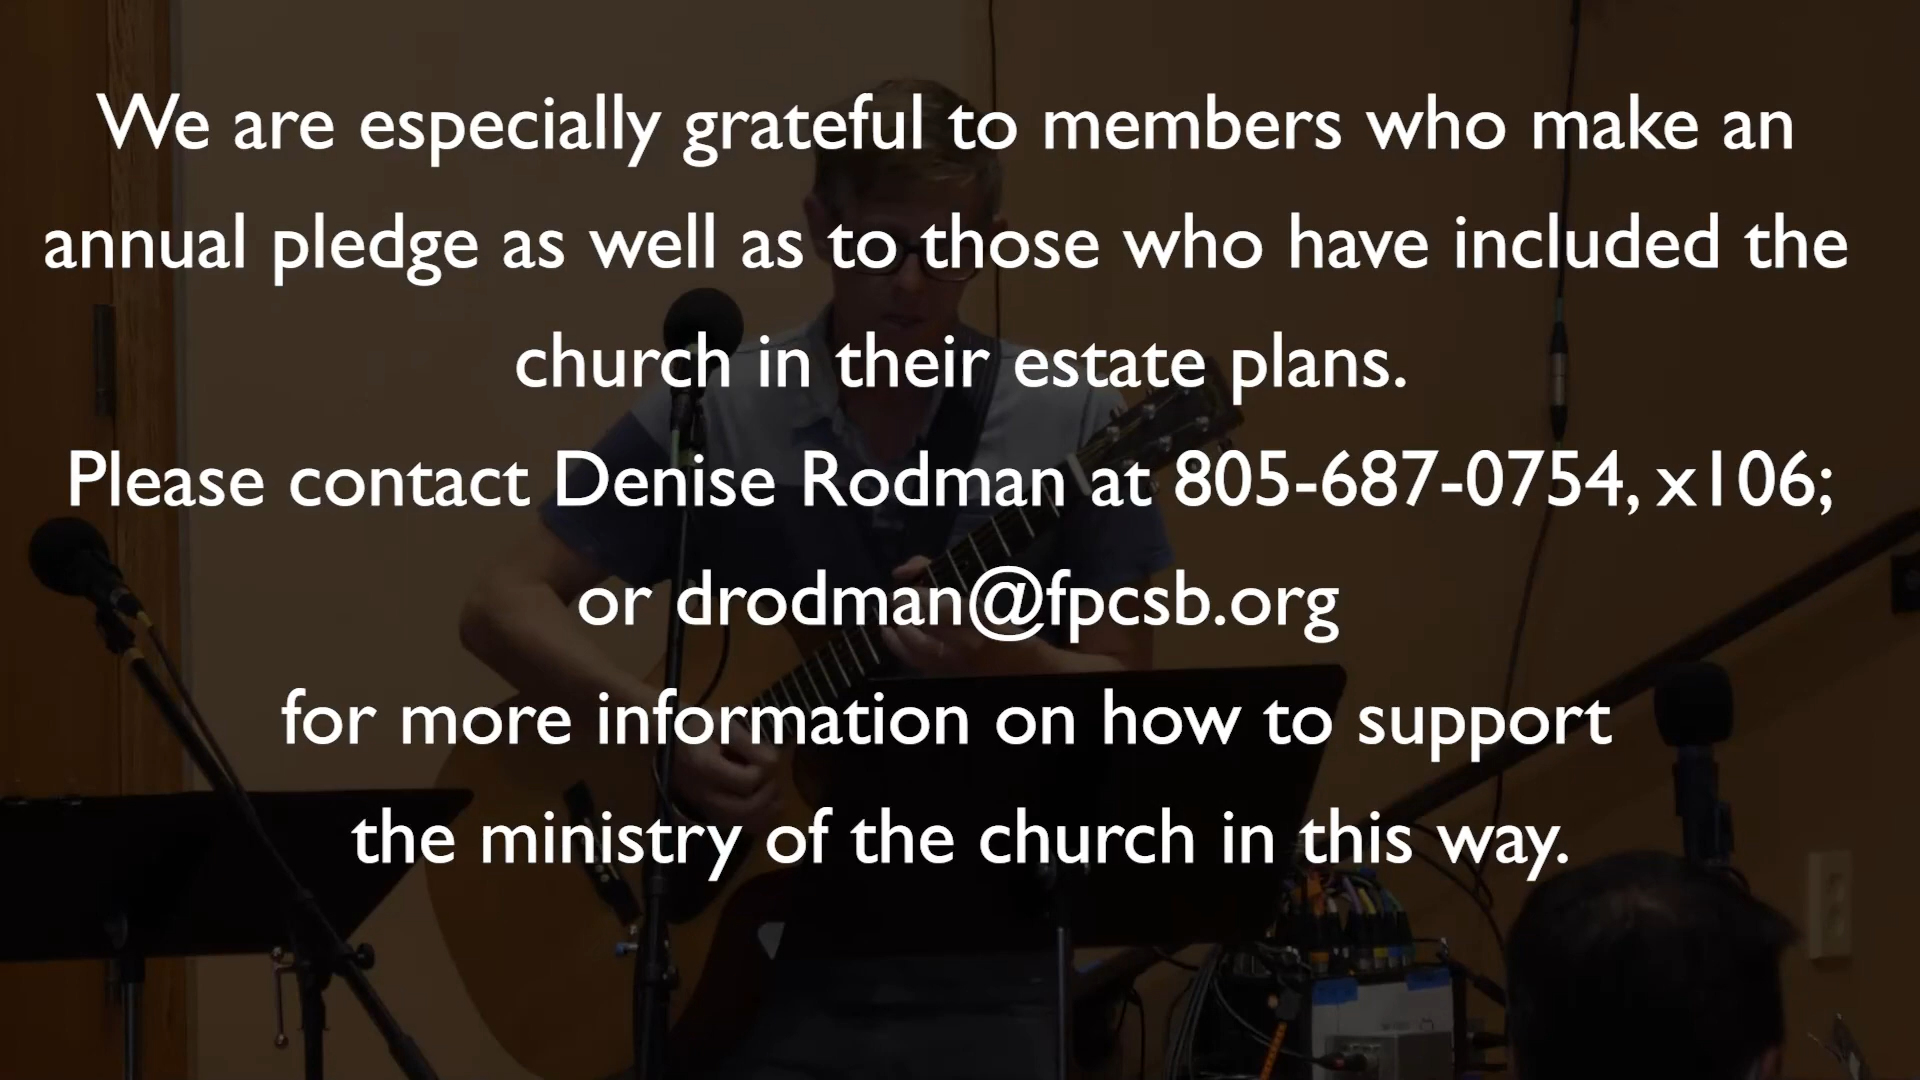 We are especially grateful to members who make an
annual pledge as well as to those who have included the
church in their estate plans.
Please contact Denise Rodman at 805-687-0754, x106;
or drodman@fpcsb.org
for more information on how to support
the ministry of the church in this way.